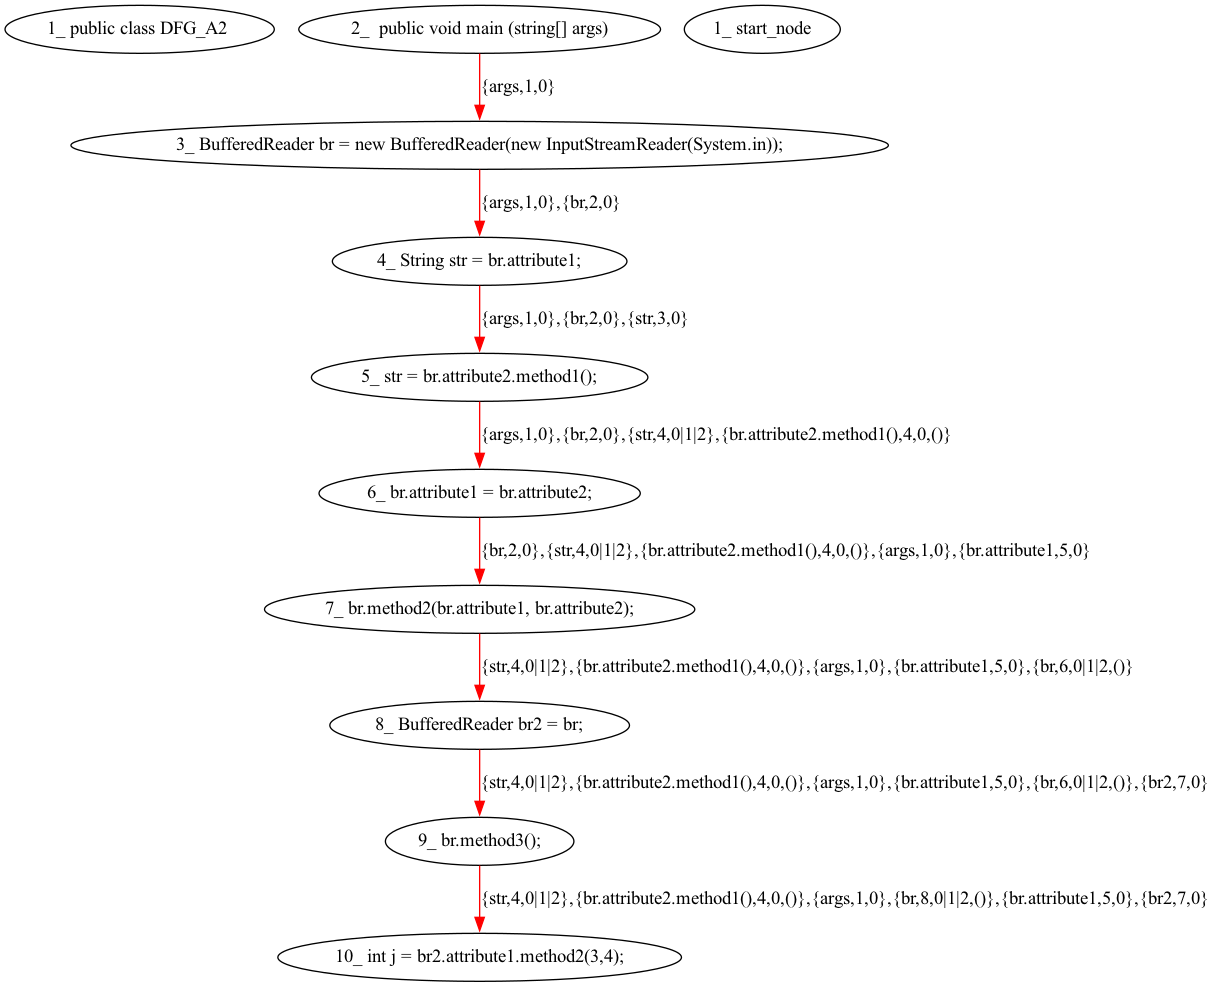 1_ public class DFG_A2
2_  public void main (string[] args)
1_ start_node
{args,1,0}
3_ BufferedReader br = new BufferedReader(new InputStreamReader(System.in));
{args,1,0},{br,2,0}
4_ String str = br.attribute1;
{args,1,0},{br,2,0},{str,3,0}
5_ str = br.attribute2.method1();
{args,1,0},{br,2,0},{str,4,0|1|2},{br.attribute2.method1(),4,0,()}
6_ br.attribute1 = br.attribute2;
{br,2,0},{str,4,0|1|2},{br.attribute2.method1(),4,0,()},{args,1,0},{br.attribute1,5,0}
7_ br.method2(br.attribute1, br.attribute2);
{str,4,0|1|2},{br.attribute2.method1(),4,0,()},{args,1,0},{br.attribute1,5,0},{br,6,0|1|2,()}
8_ BufferedReader br2 = br;
{str,4,0|1|2},{br.attribute2.method1(),4,0,()},{args,1,0},{br.attribute1,5,0},{br,6,0|1|2,()},{br2,7,0}
9_ br.method3();
{str,4,0|1|2},{br.attribute2.method1(),4,0,()},{args,1,0},{br,8,0|1|2,()},{br.attribute1,5,0},{br2,7,0}
10_ int j = br2.attribute1.method2(3,4);